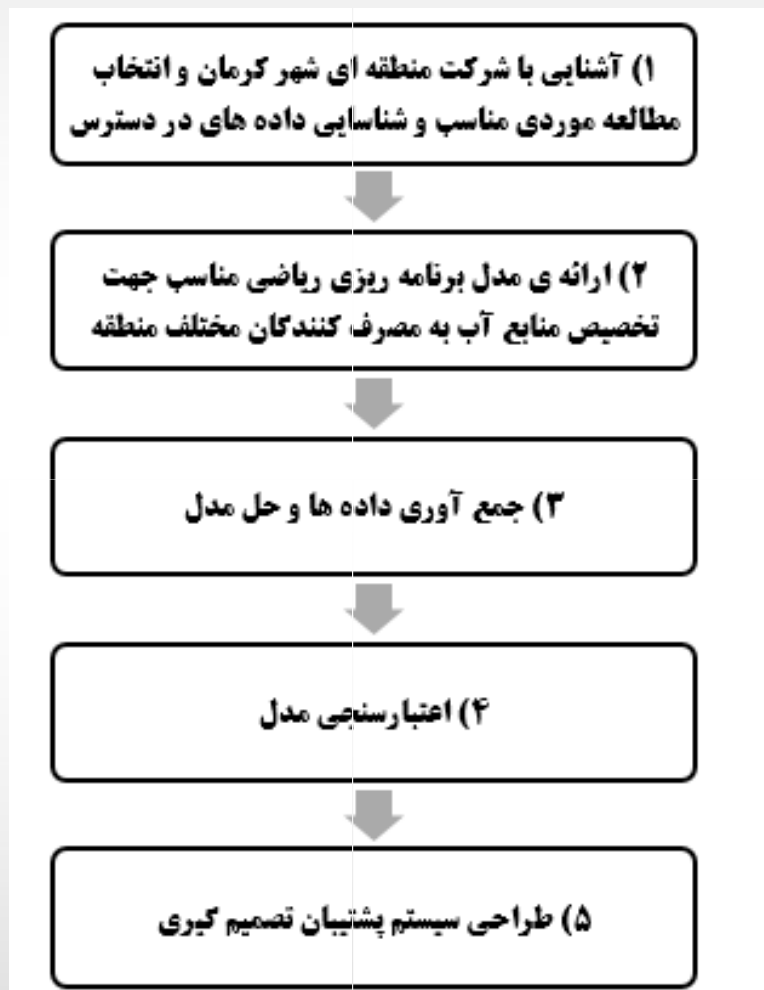 ۱) آشنایی با شرکت منطقه ای شهر کرمان و انتخاب
مطالعه موردی مناسب و شناسایی داده های در دسترس
۲) ارائه ی مدل برنامه ریزی ریاضی مناسب جهت
تخصیص منابع آب به مصرف کنندگان مختلف منطقه
۳) جمع آوری داده ها و حل مدل
۴) اعتبارسنجی مدل
۵) طراحی سیستم پشتیبان تصمیم گیری